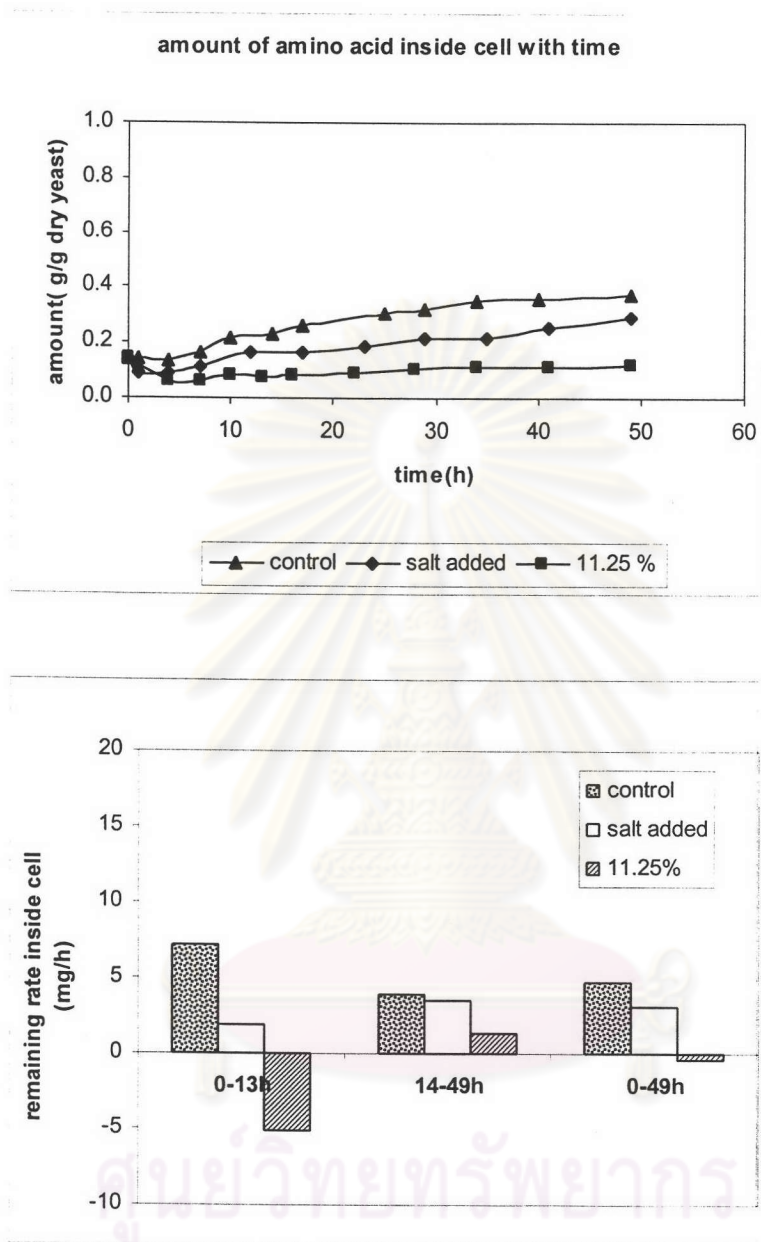 amount of amino acid inside cell with time
amount( g/g dry yeast)
1.0
0.8
0.6
0.4
0.2
0.0
0 10 20 30 40 50 60
time(h)
control salt added 11.25 %
remaining rate inside cell
(mg/h)
20
15
10
5
0
-5
-10
control
salt added
11.25%
0-13h 14-49h 0-49h
ศูนย์วิทยทรัพยากร